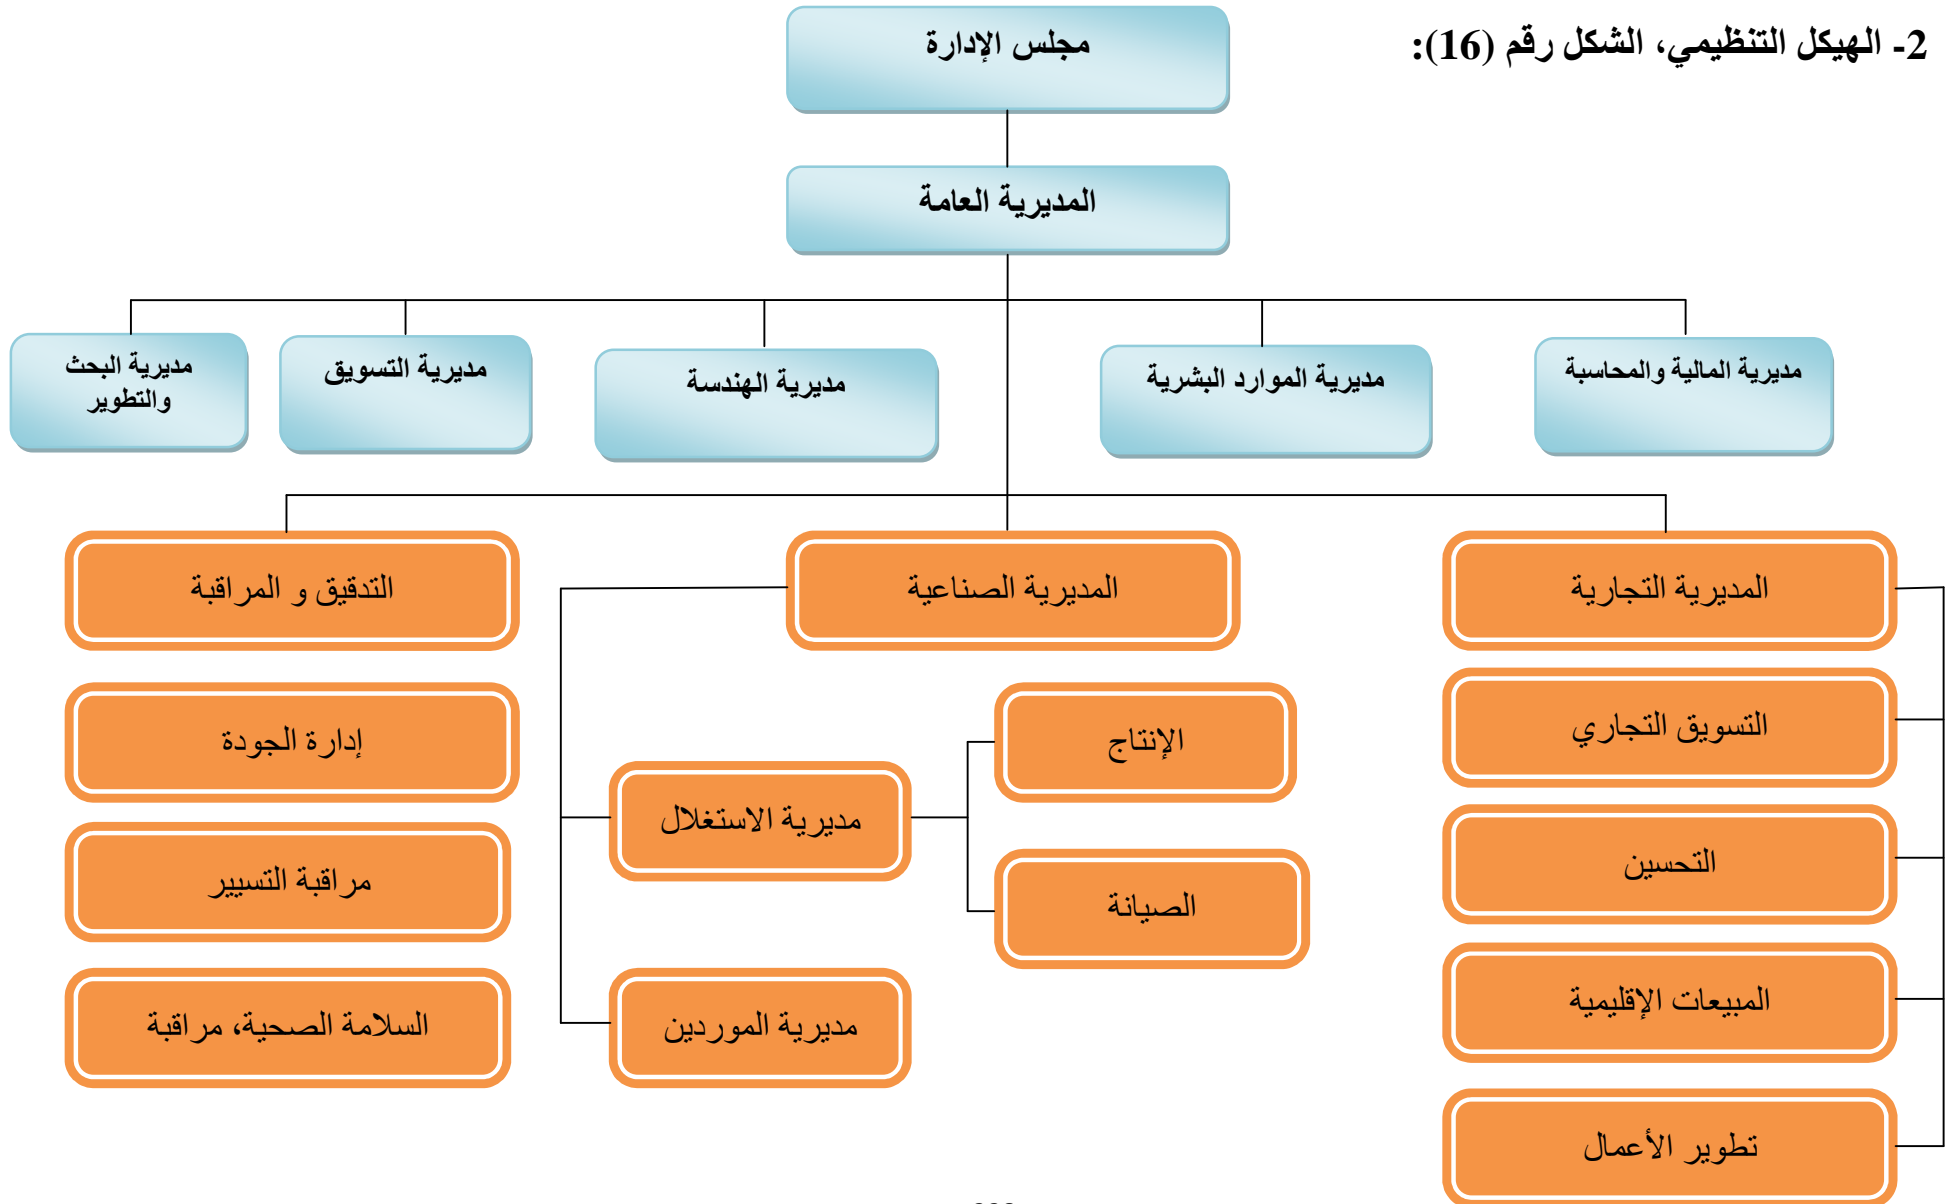 2- الهيكل التنظيمي، الشكل رقم (16):
مجلس الإدارة
المديرية العامة
مديرية المالية والمحاسبة
مديرية الموارد البشرية
مديرية الهندسة
مديرية التسويق
مديرية البحث
والتطوير
المديرية التجارية
المديرية الصناعية
التدقيق و المراقبة
التسويق التجاري
الإنتاج
إدارة الجودة
مديرية الاستغلال
التحسين
مراقبة التسيير
الصيانة
المبيعات الإقليمية
مديرية الموردين
السلامة الصحية، مراقبة
تطوير الأعمال